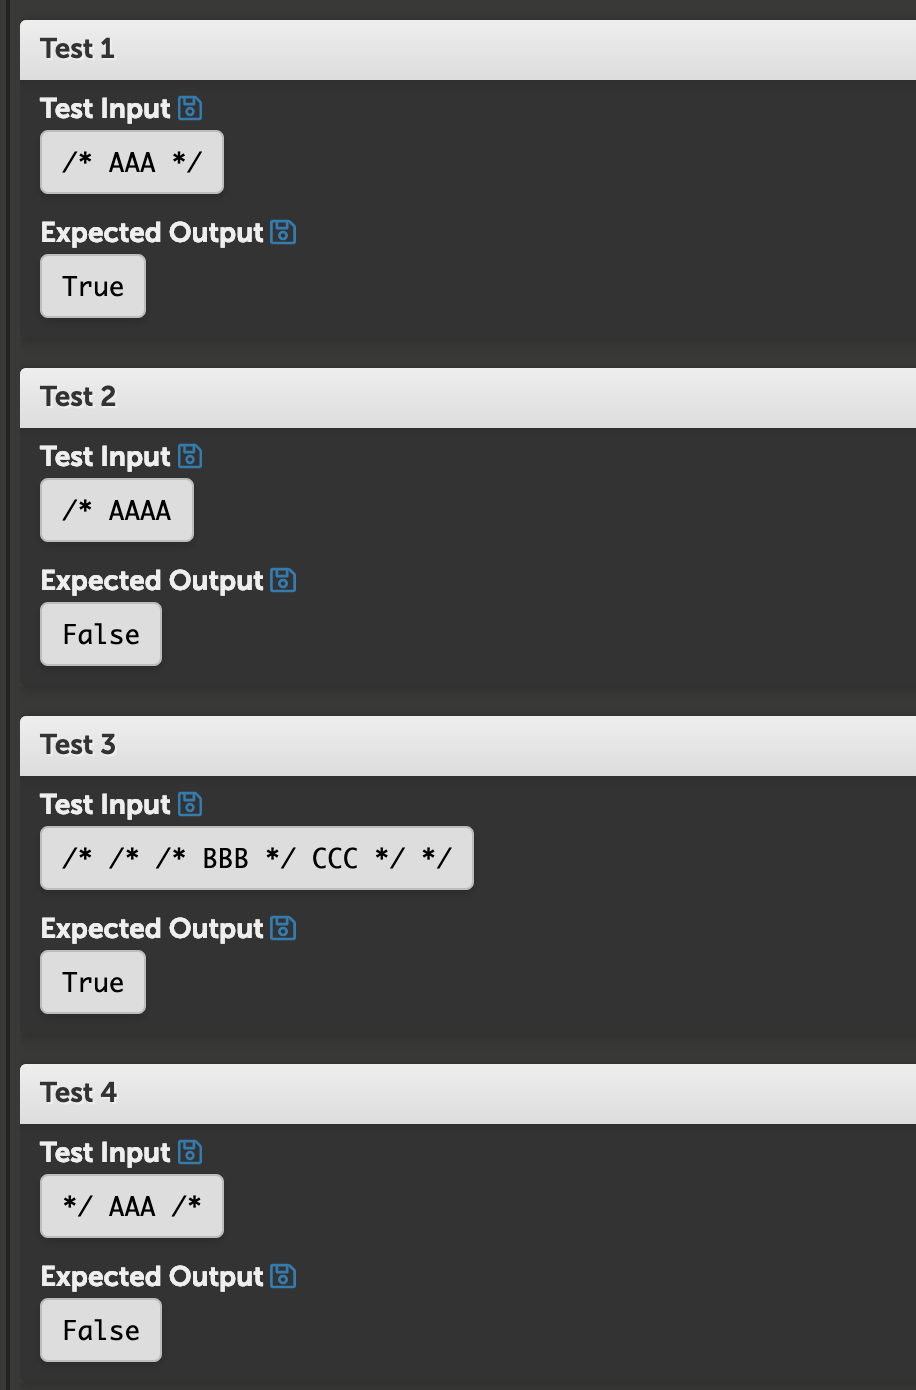 Test 1
Test Input
/* AAA */
Expected Output
True
Test 2
Test Input
/* AAAA
Expected Output
False
Test 3
Test Input
/* /* /* BBB */ CCC */ */
Expected Output
True
Test 4
Test Input
*/ AAA /*
Expected Output
False